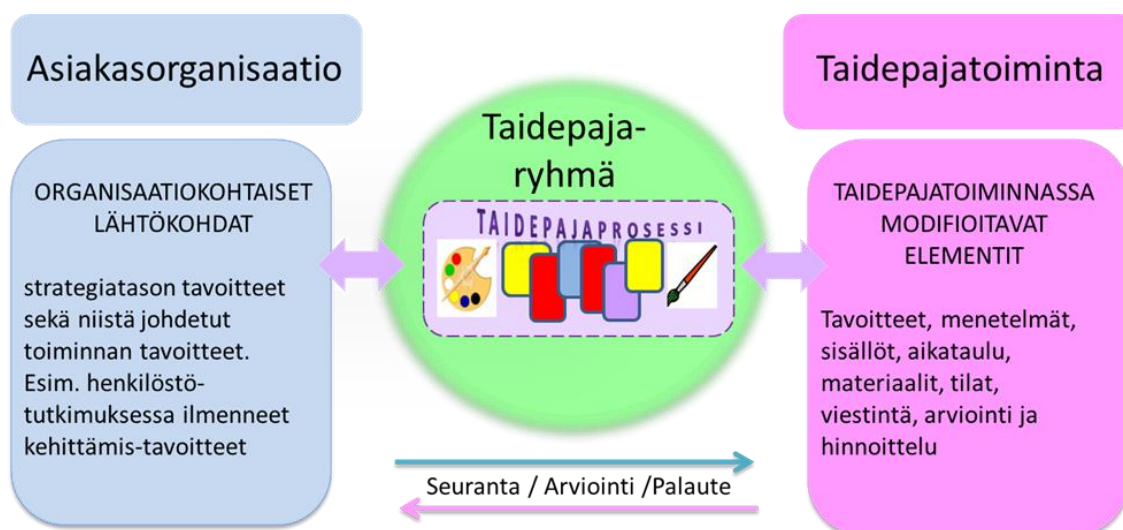 Asiakasorganisaatio
ORGANISAATIOKOHTAISET
LÄHTÖKOHDAT
strategiatason tavoitteet
sekä niistä johdetut
toiminnan tavoitteet.
Esim. henkilöstö-
tutkimuksessa ilmenneet
kehittämis-tavoitteet
Taidepaja-
ryhmä
TAIDEPAJAPROSESSI
Seuranta / Arviointi /Palaute
Taidepajatoiminta
TAIDEPAJATOIMINNASSA
MODIFIOITAVAT
ELEMENTIT
Tavoitteet, menetelmät,
sisällöt, aikataulu,
materiaalit, tilat,
viestintä, arviointi ja
hinnoittelu